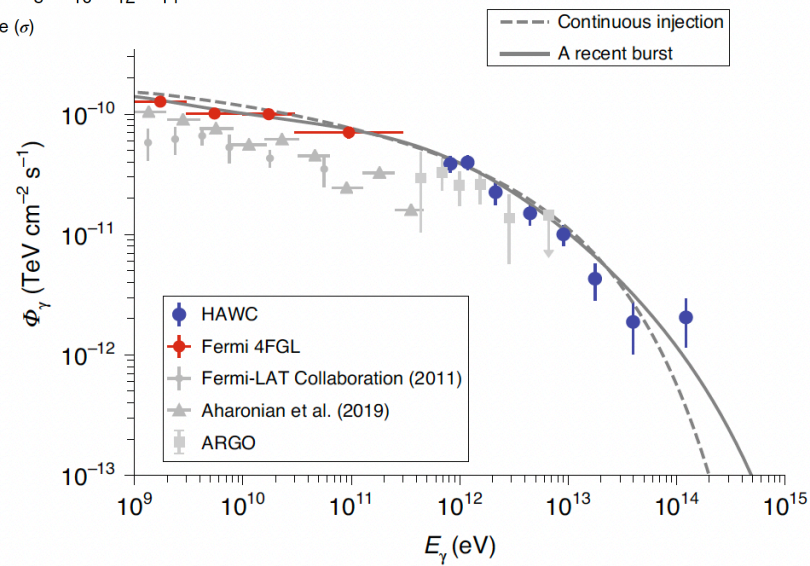 e (σ)
Continuous injection
A recent burst
10⁻¹⁰
10⁻¹¹
10⁻¹²
10⁻¹³
Φγ (TeV cm⁻² s⁻¹)
HAWC
Fermi 4FGL
Fermi-LAT Collaboration (2011)
Aharonian et al. (2019)
ARGO
10⁹ 10¹⁰ 10¹¹ 10¹² 10¹³ 10¹⁴ 10¹⁵
Eγ (eV)